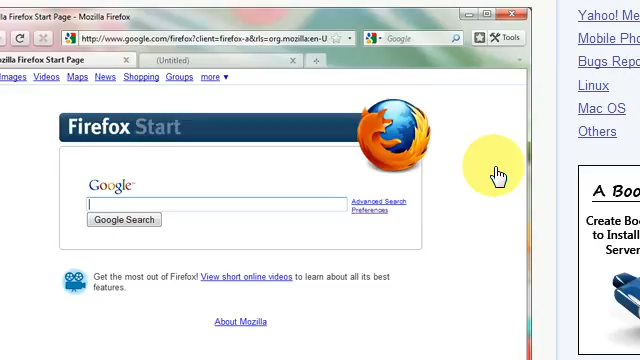 zilla Firefox Start Page - Mozilla Firefox
http://www.google.com/firefox?client=firefox-a&rls=org.mozilla:en-U
Google
Tools
zilla Firefox Start Page
(Untitled)
Images Videos Maps News Shopping Groups more ▼
Firefox Start
Google™
Advanced Search
Preferences
Google Search
Get the most out of Firefox! View short online videos to learn about all its best
features.
About Mozilla
Yahoo! Me
Mobile Pho
Bugs Repo
Linux
Mac OS
Others
A Boo
Create Boo
to Install
Server